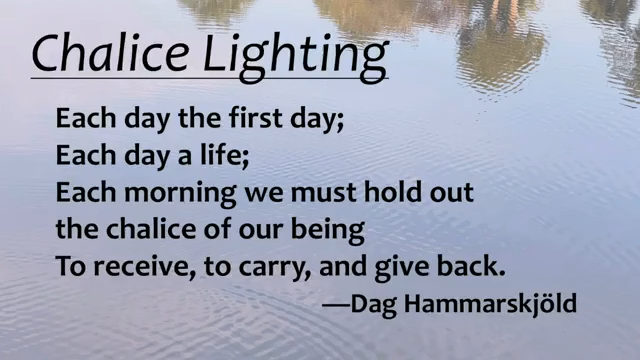 Chalice Lighting
Each day the first day;
Each day a life;
Each morning we must hold out
the chalice of our being
To receive, to carry, and give back.
—Dag Hammarskjöld